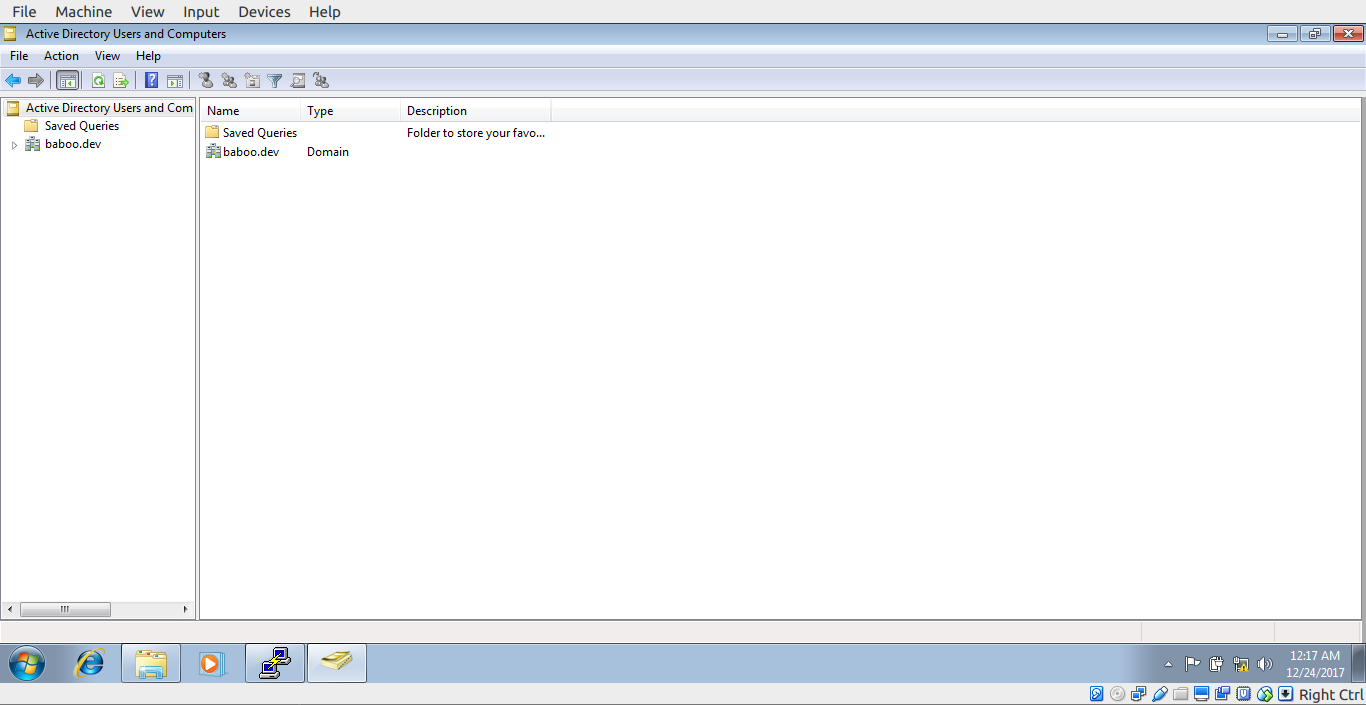 File Machine View Input Devices Help
Active Directory Users and Computers
File Action View Help
Active Directory Users and Com
Saved Queries
baboo.dev
Name Type Description
Saved Queries Folder to store your favo...
baboo.dev Domain
12:17 AM
12/24/2017
Right Ctrl